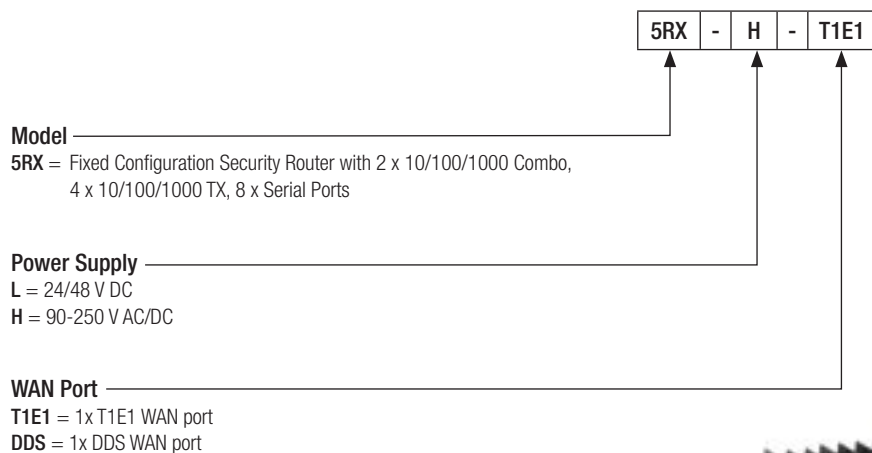 5RX - H - T1E1
Model
5RX = Fixed Configuration Security Router with 2 x 10/100/1000 Combo,
4 x 10/100/1000 TX, 8 x Serial Ports
Power Supply
L = 24/48 V DC
H = 90-250 V AC/DC
WAN Port
T1E1 = 1x T1E1 WAN port
DDS = 1x DDS WAN port